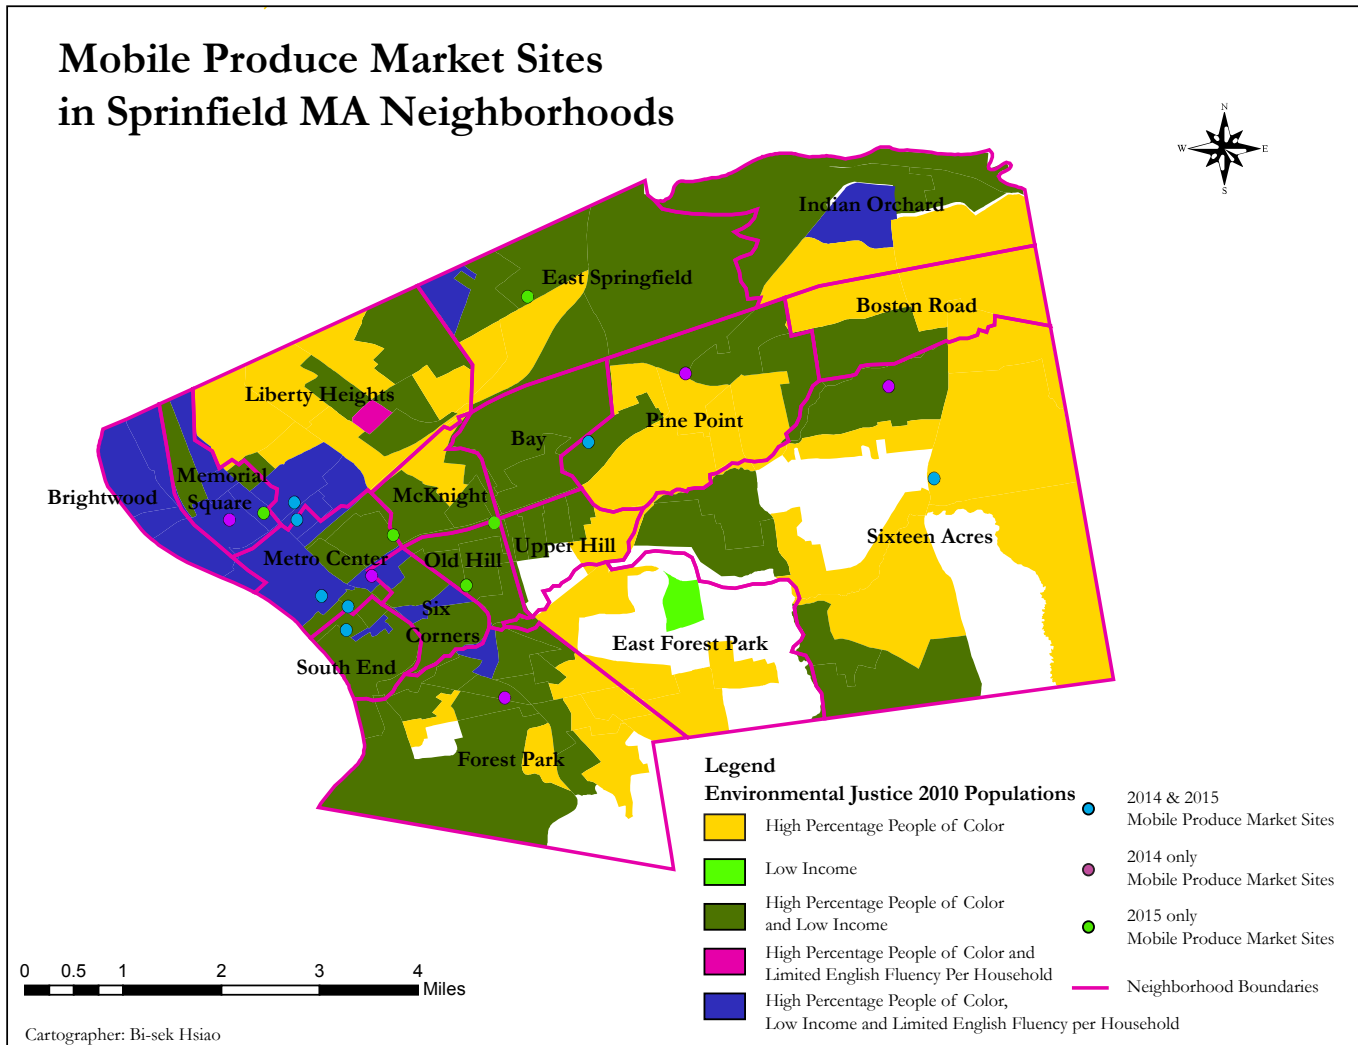 Mobile Produce Market Sites
in Sprinfield MA Neighborhoods
N
W
E
S
Indian Orchard
East Springfield
Boston Road
Liberty Heights
Pine Point
Bay
Memorial
Square
Brightwood
McKnight
Sixteen Acres
Metro Center
Old Hill
Upper Hill
Six
Corners
East Forest Park
South End
Forest Park
Legend
Environmental Justice 2010 Populations
High Percentage People of Color
Low Income
High Percentage People of Color
and Low Income
High Percentage People of Color and
Limited English Fluency Per Household
High Percentage People of Color,
Low Income and Limited English Fluency per Household
2014 & 2015
Mobile Produce Market Sites
2014 only
Mobile Produce Market Sites
2015 only
Mobile Produce Market Sites
Neighborhood Boundaries
0 0.5 1 2 3 4
Miles
Cartographer: Bi-sek Hsiao